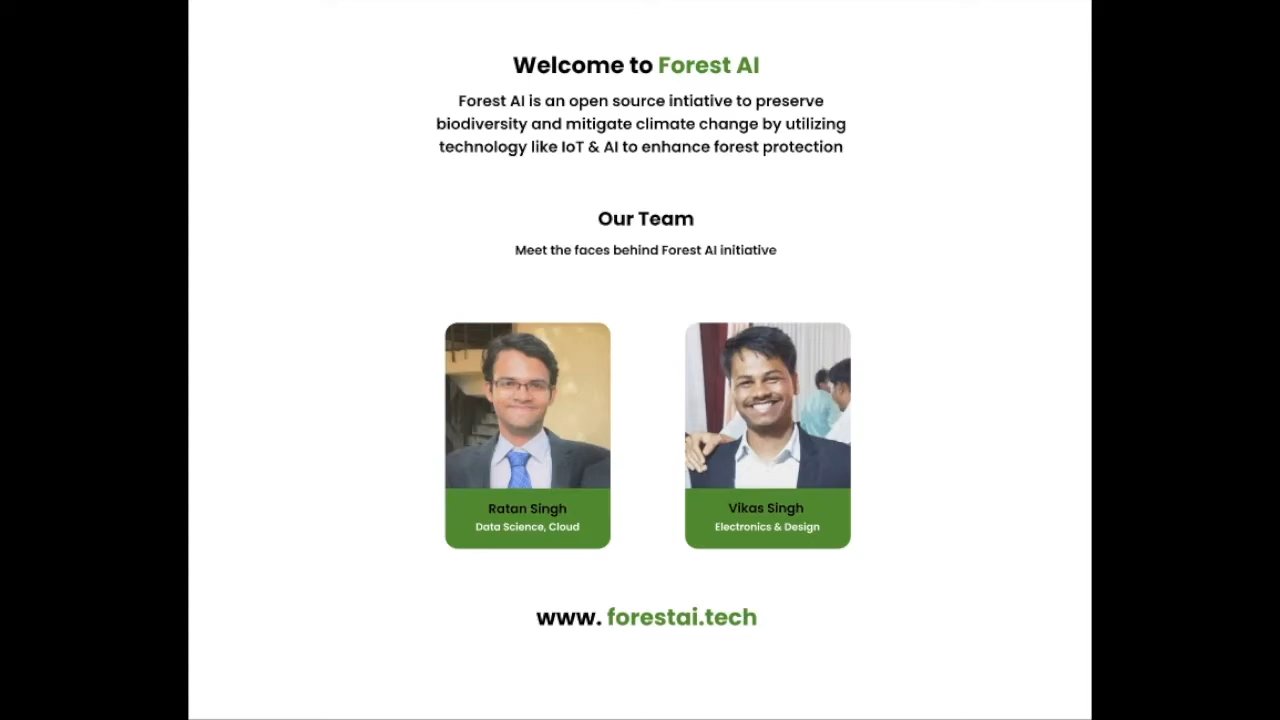 Welcome to Forest AI
Forest AI is an open source intiative to preserve
biodiversity and mitigate climate change by utilizing
technology like IoT & AI to enhance forest protection
Our Team
Meet the faces behind Forest AI initiative
Ratan Singh
Data Science, Cloud
Vikas Singh
Electronics & Design
www. forestai.tech